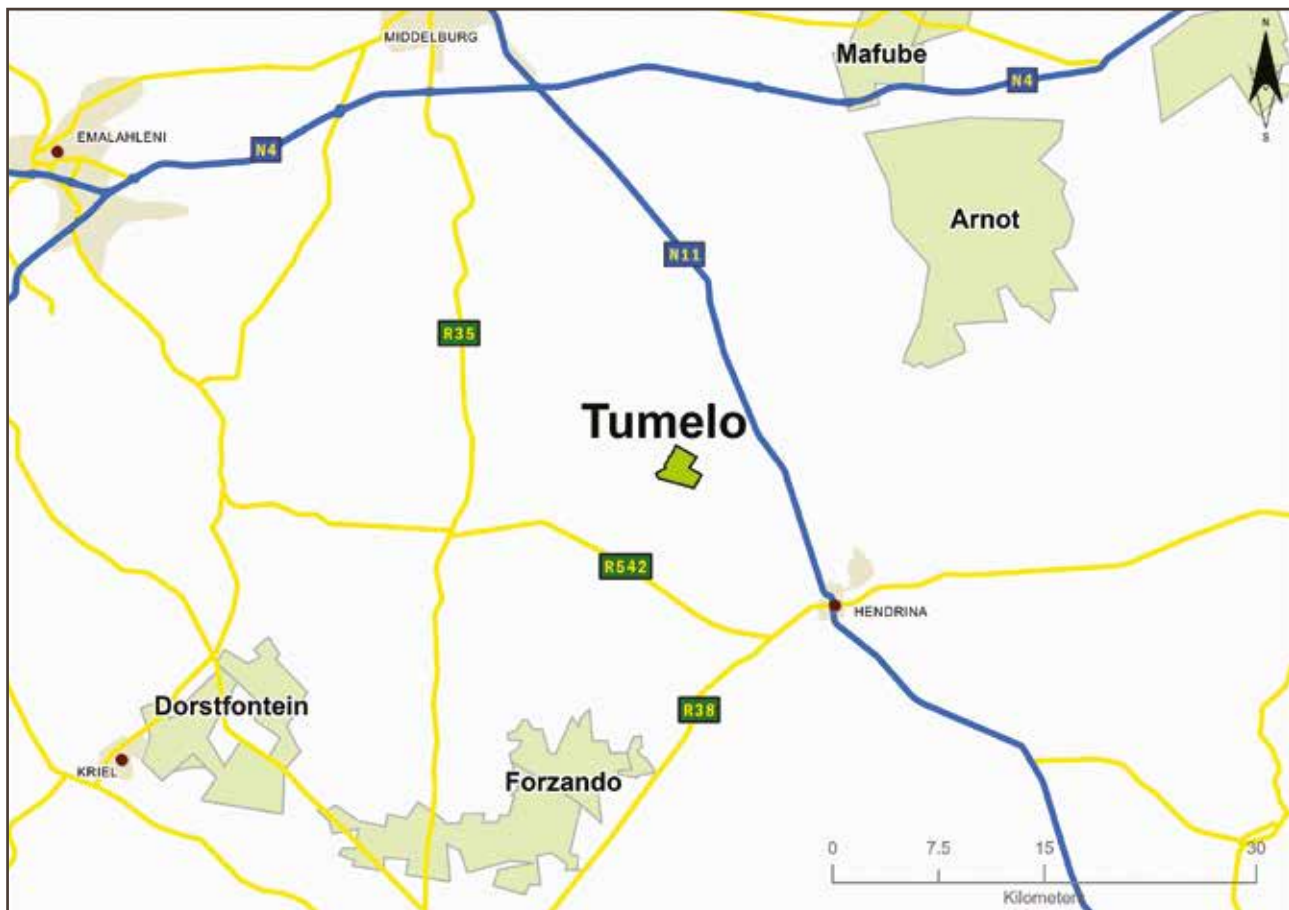 MIDDELBURG
Mafube
N
N4
S
EMALAHLENI
N4
Arnot
N11
R35
Tumelo
R542
HENDRINA
Dorstfontein
R38
KRIEL
Forzando
0 7.5 15 30
Kilometers